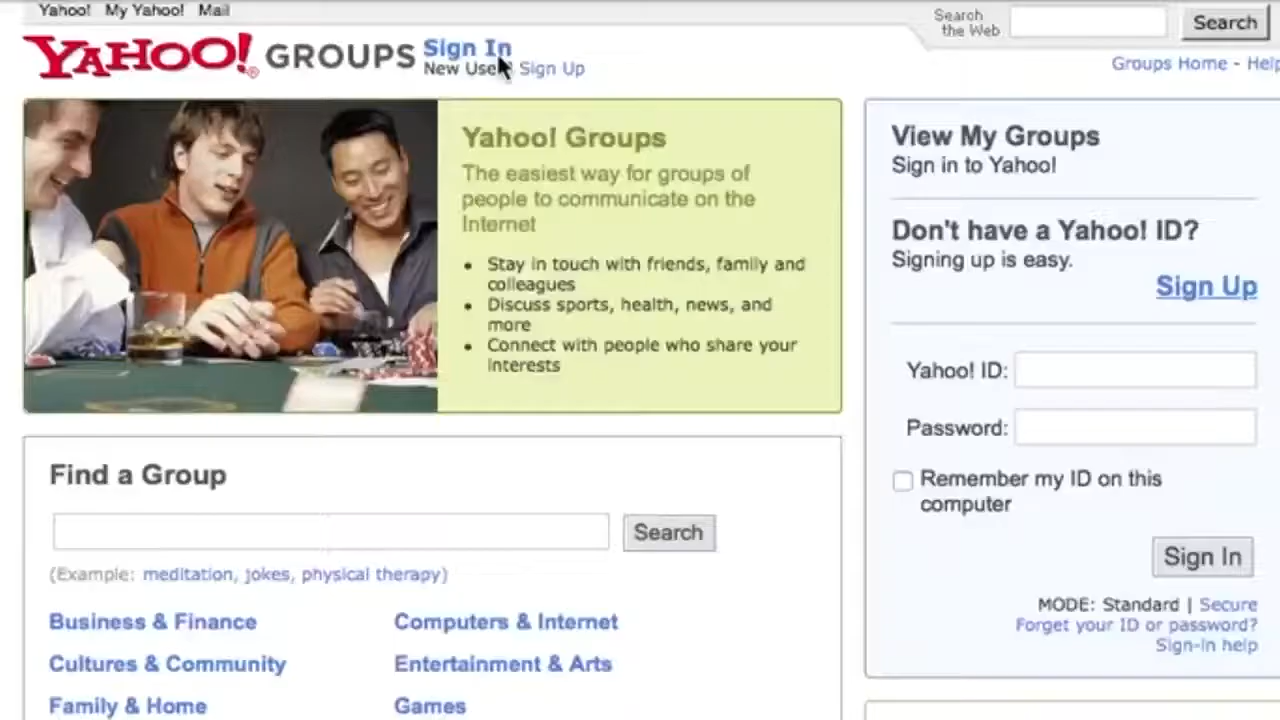 Yahoo! My Yahoo! Mail
Search
the Web
Search
YAHOO! GROUPS
Sign In
New Use Sign Up
Groups Home - Help
Yahoo! Groups
The easiest way for groups of
people to communicate on the
Internet
• Stay in touch with friends, family and
colleagues
• Discuss sports, health, news, and
more
• Connect with people who share your
interests
View My Groups
Sign in to Yahoo!
Don't have a Yahoo! ID?
Signing up is easy.
Sign Up
Yahoo! ID:
Password:
Remember my ID on this
computer
Sign In
MODE: Standard | Secure
Forget your ID or password?
Sign-in help
Find a Group
Search
(Example: meditation, jokes, physical therapy)
Business & Finance
Computers & Internet
Cultures & Community
Entertainment & Arts
Family & Home
Games